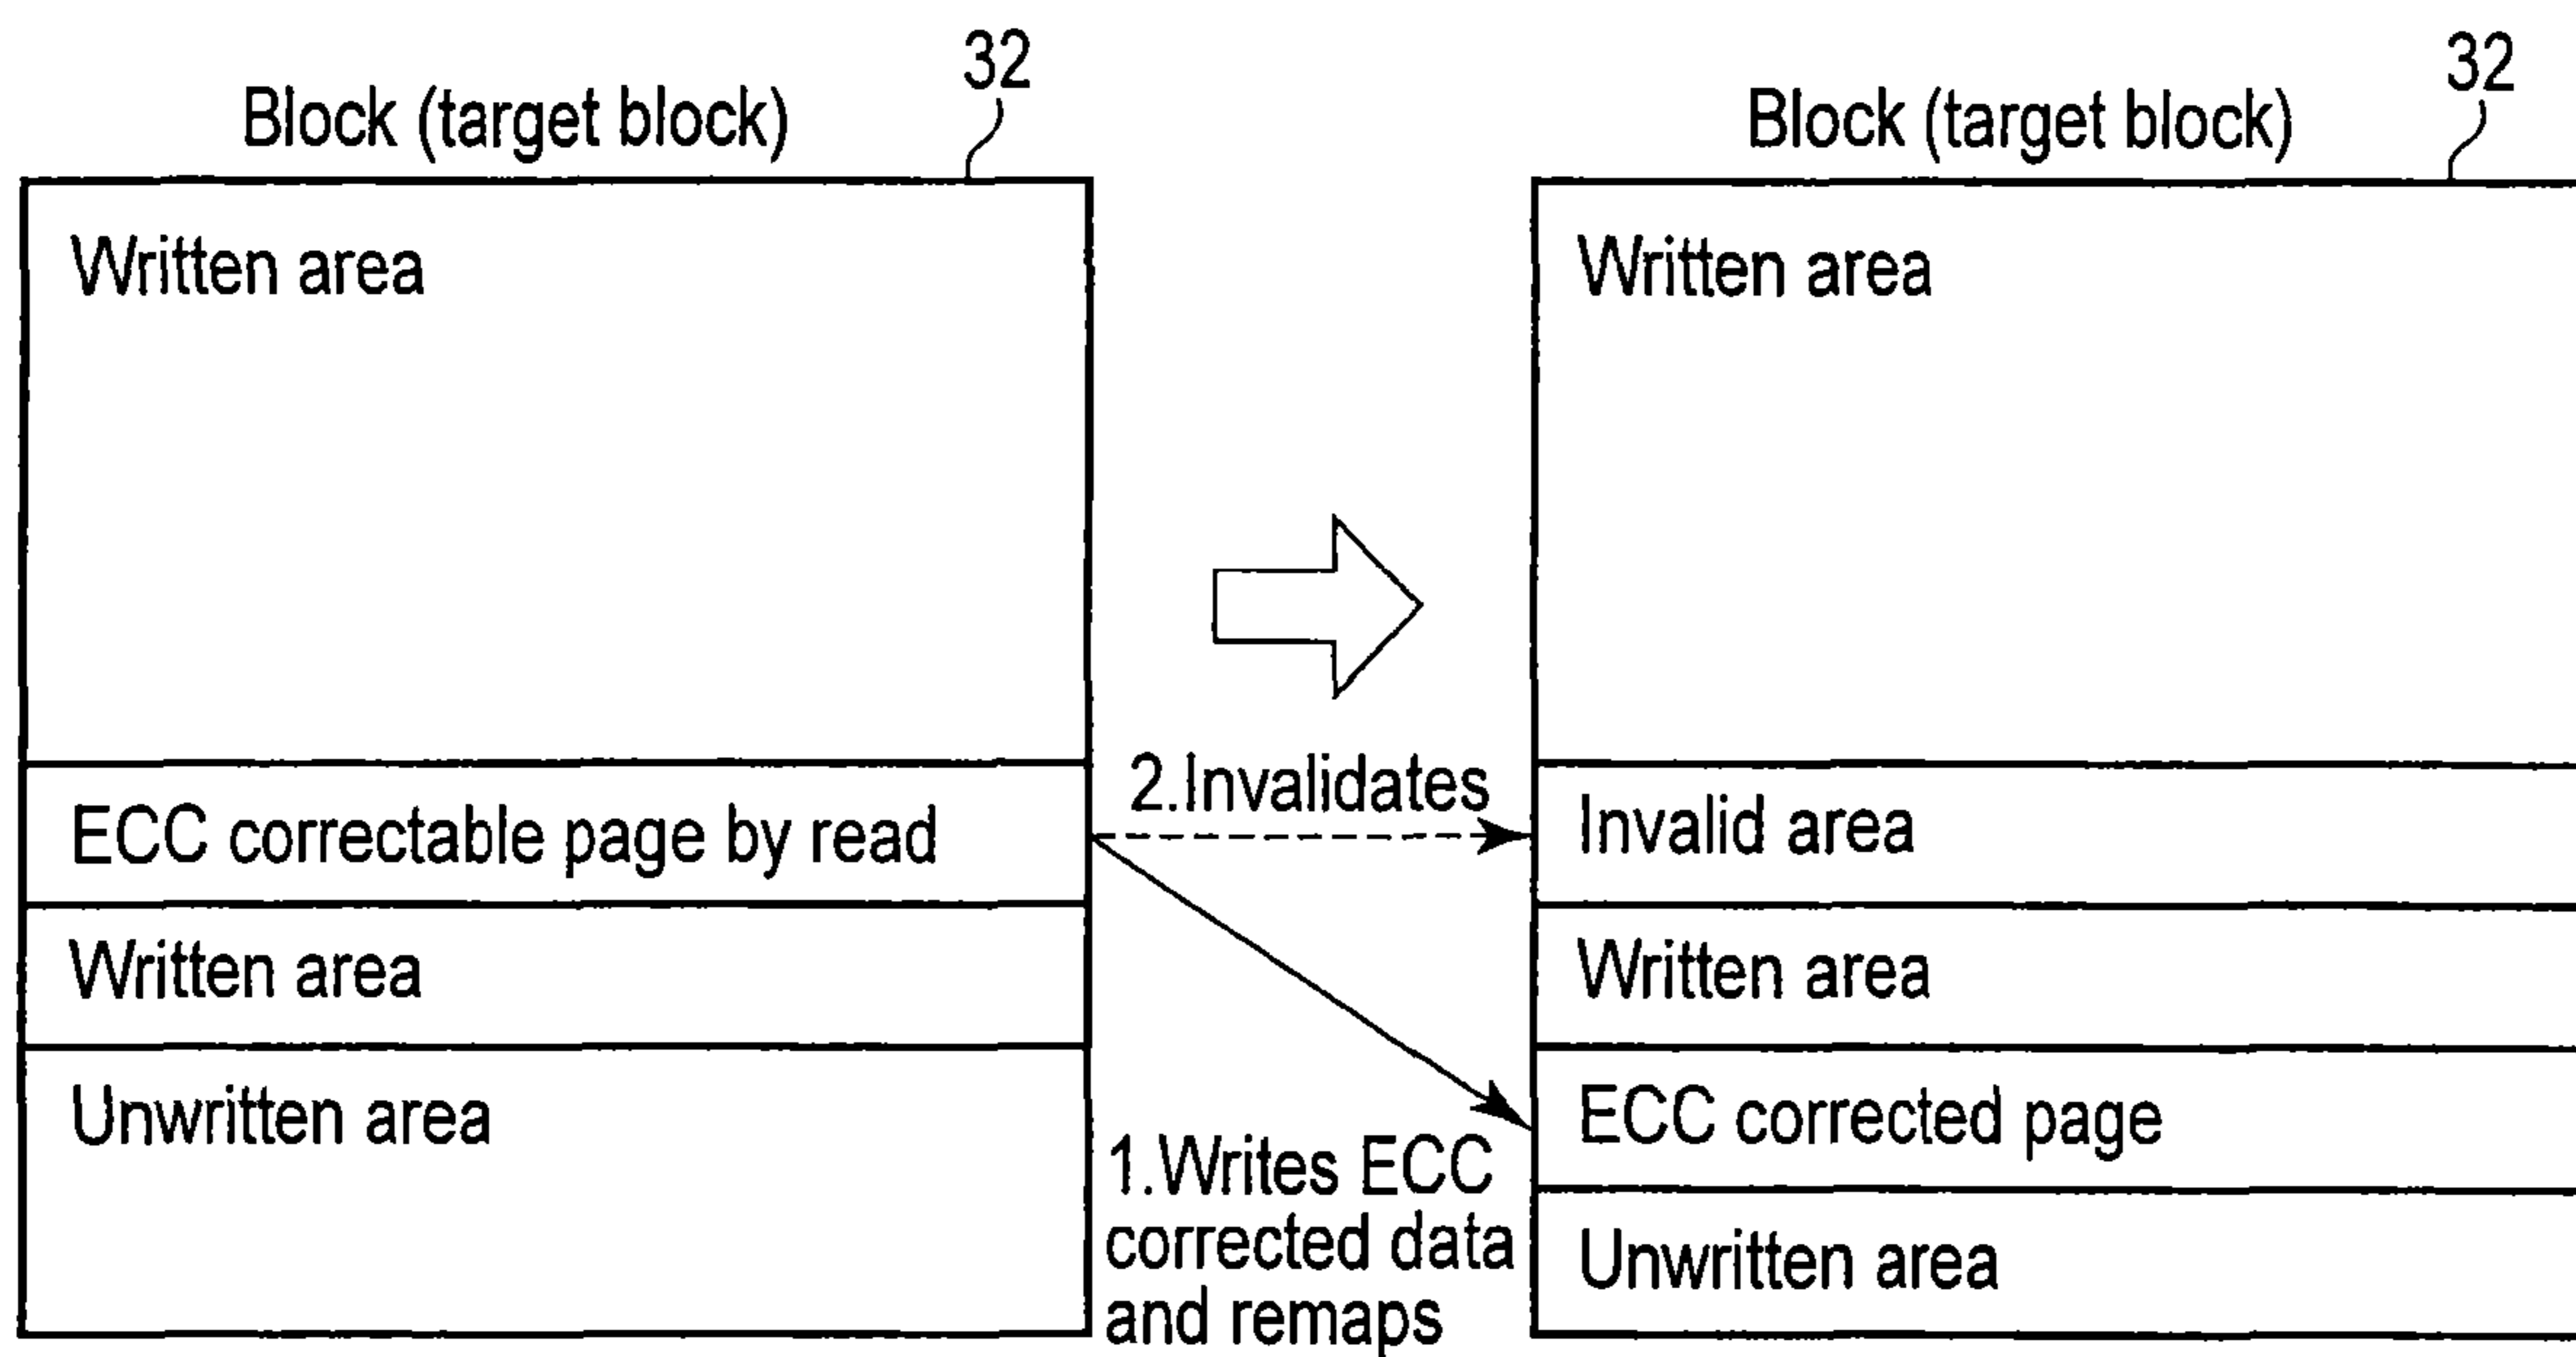 32
Block (target block)
Written area
ECC correctable page by read
Written area
Unwritten area
2.Invalidates
1.Writes ECC
corrected data
and remaps
32
Block (target block)
Written area
Invalid area
Written area
ECC corrected page
Unwritten area